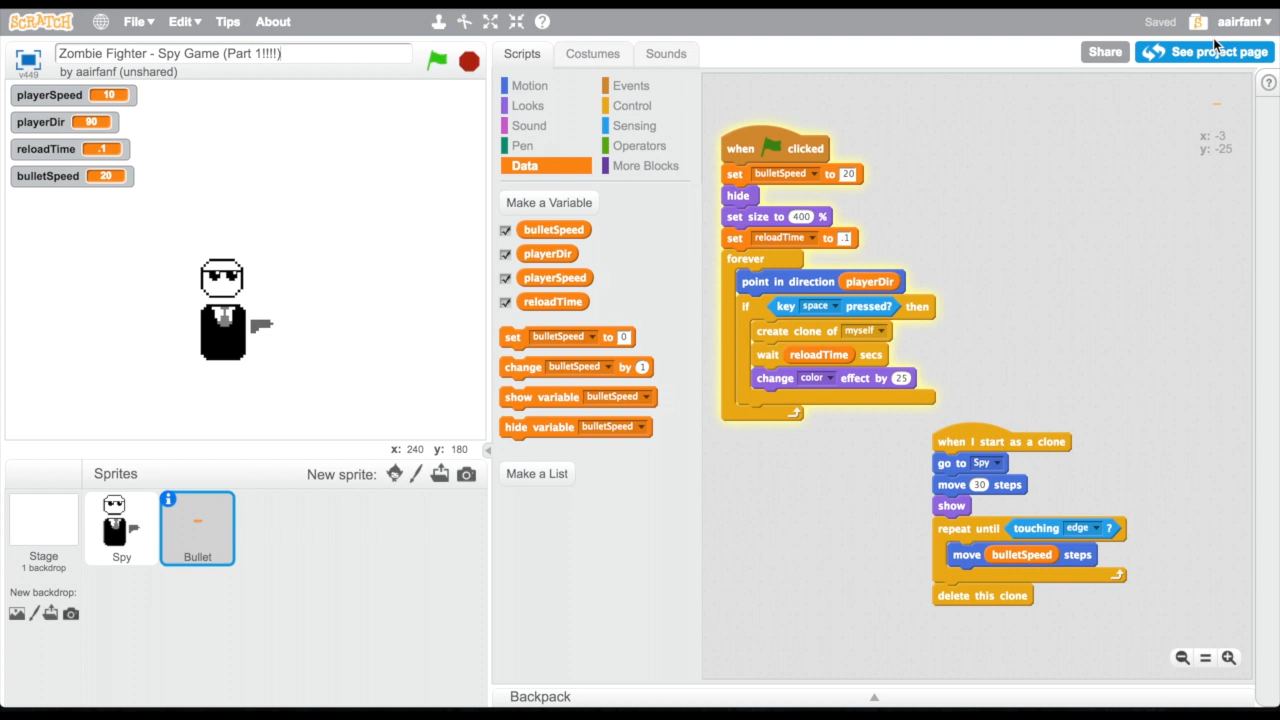 SCRATCH File▾ Edit▾ Tips About Saved S aairfanf ▾
Zombie Fighter - Spy Game (Part 1!!!!)
by aairfanf (unshared)
v449
Scripts Costumes Sounds
Share See project page
playerSpeed 10
playerDir 90
reloadTime .1
bulletSpeed 20
x: 240 y: 180
Motion Events
Looks Control
Sound Sensing
Pen Operators
Data More Blocks
Make a Variable
bulletSpeed
playerDir
playerSpeed
reloadTime
set bulletSpeed to 0
change bulletSpeed by 1
show variable bulletSpeed
hide variable bulletSpeed
Make a List
x: -3
y: -25
when clicked
set bulletSpeed to 20
hide
set size to 400 %
set reloadTime to .1
forever
point in direction playerDir
if key space pressed? then
create clone of myself
wait reloadTime secs
change color effect by 25
when I start as a clone
go to Spy
move 30 steps
show
repeat until touching edge ?
move bulletSpeed steps
delete this clone
Sprites New sprite:
Stage
1 backdrop
New backdrop:
Spy
Bullet
Backpack